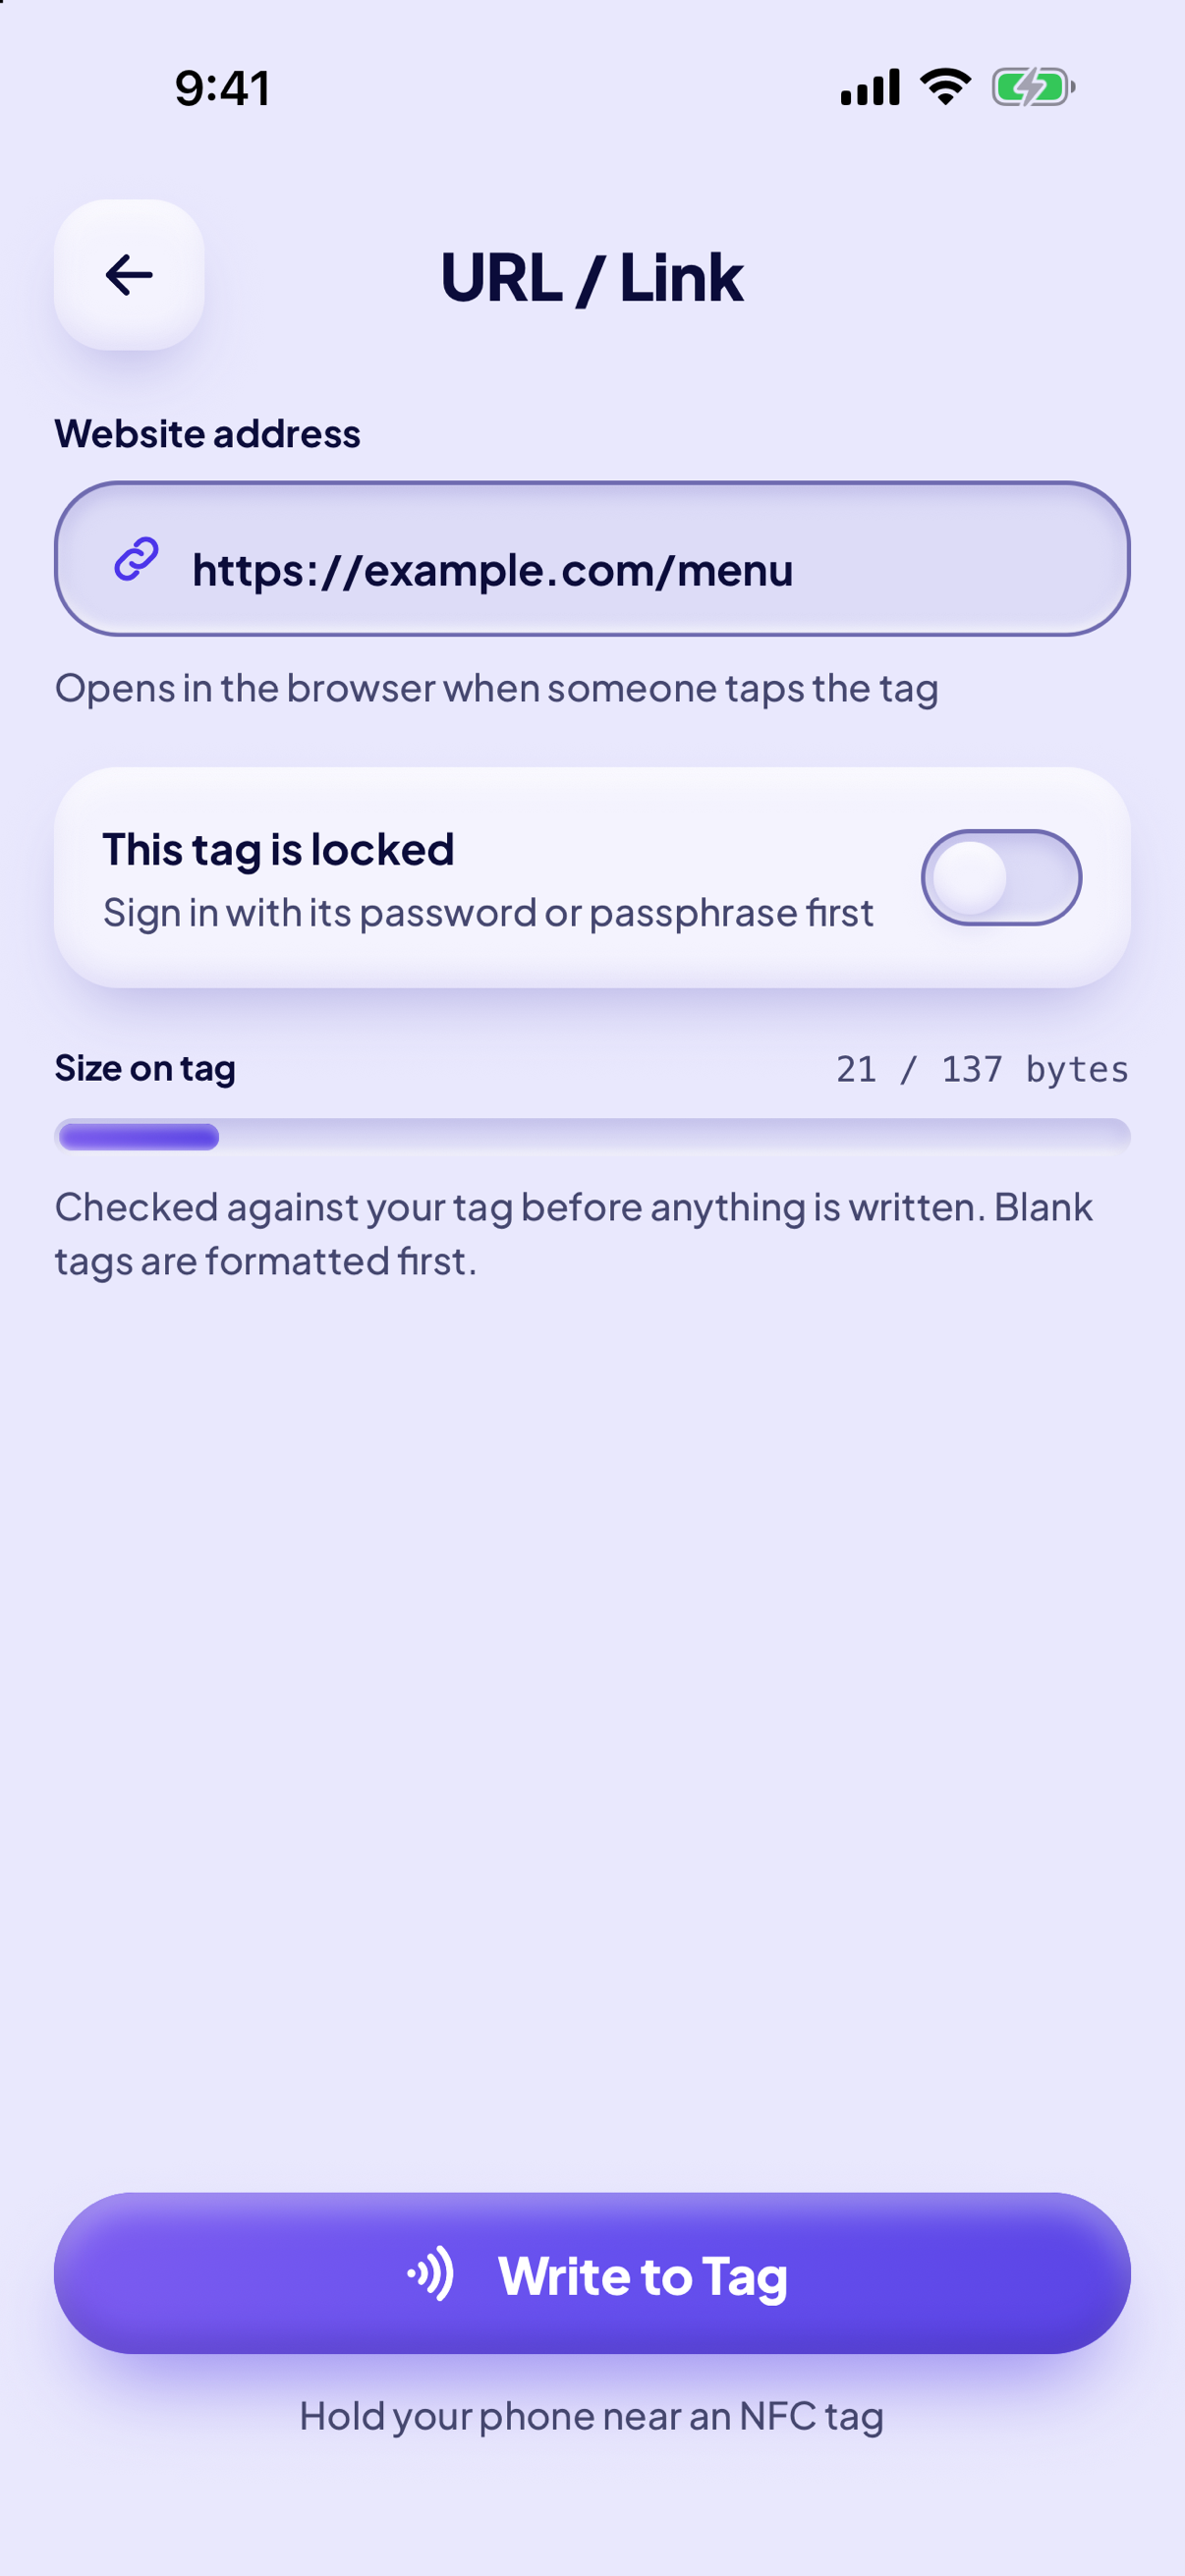 9:41
URL / Link
Website address
https://example.com/menu
Opens in the browser when someone taps the tag
This tag is locked
Sign in with its password or passphrase first
Size on tag
21 / 137 bytes
Checked against your tag before anything is written. Blank
tags are formatted first.
Write to Tag
Hold your phone near an NFC tag